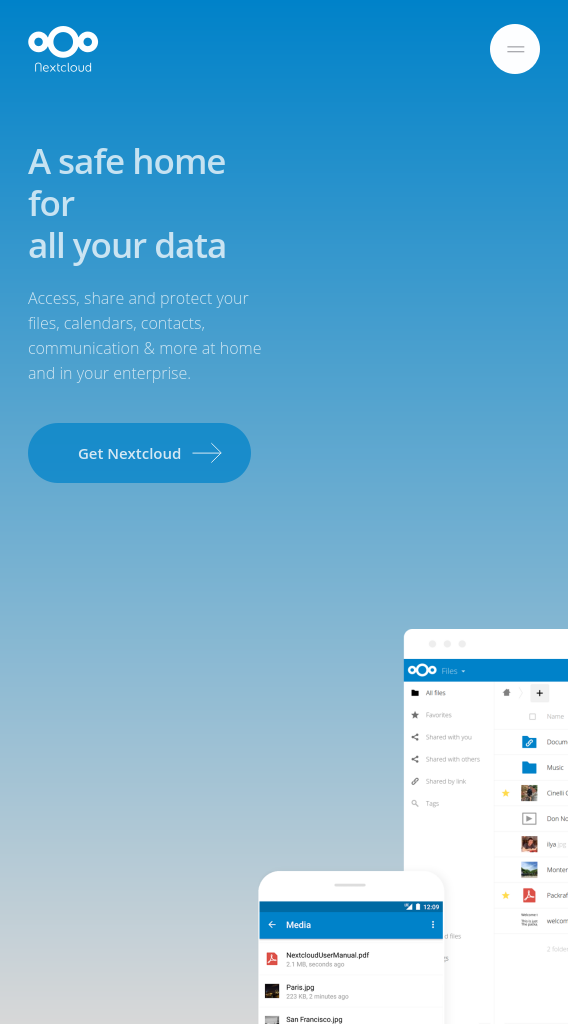 Nextcloud
A safe home
for
all your data
Access, share and protect your
files, calendars, contacts,
communication & more at home
and in your enterprise.
Get Nextcloud
Files
All files
Favorites
Shared with you
Shared with others
Shared by link
Tags
+
Name
Docum
Music
Cinelli C
Don No
ilya.jpg
Monter
Packraf
welcom
2 folder
d files
12:09
Media
NextcloudUserManual.pdf
2.1 MB, seconds ago
Paris.jpg
223 KB, 2 minutes ago
San Francisco.jpg